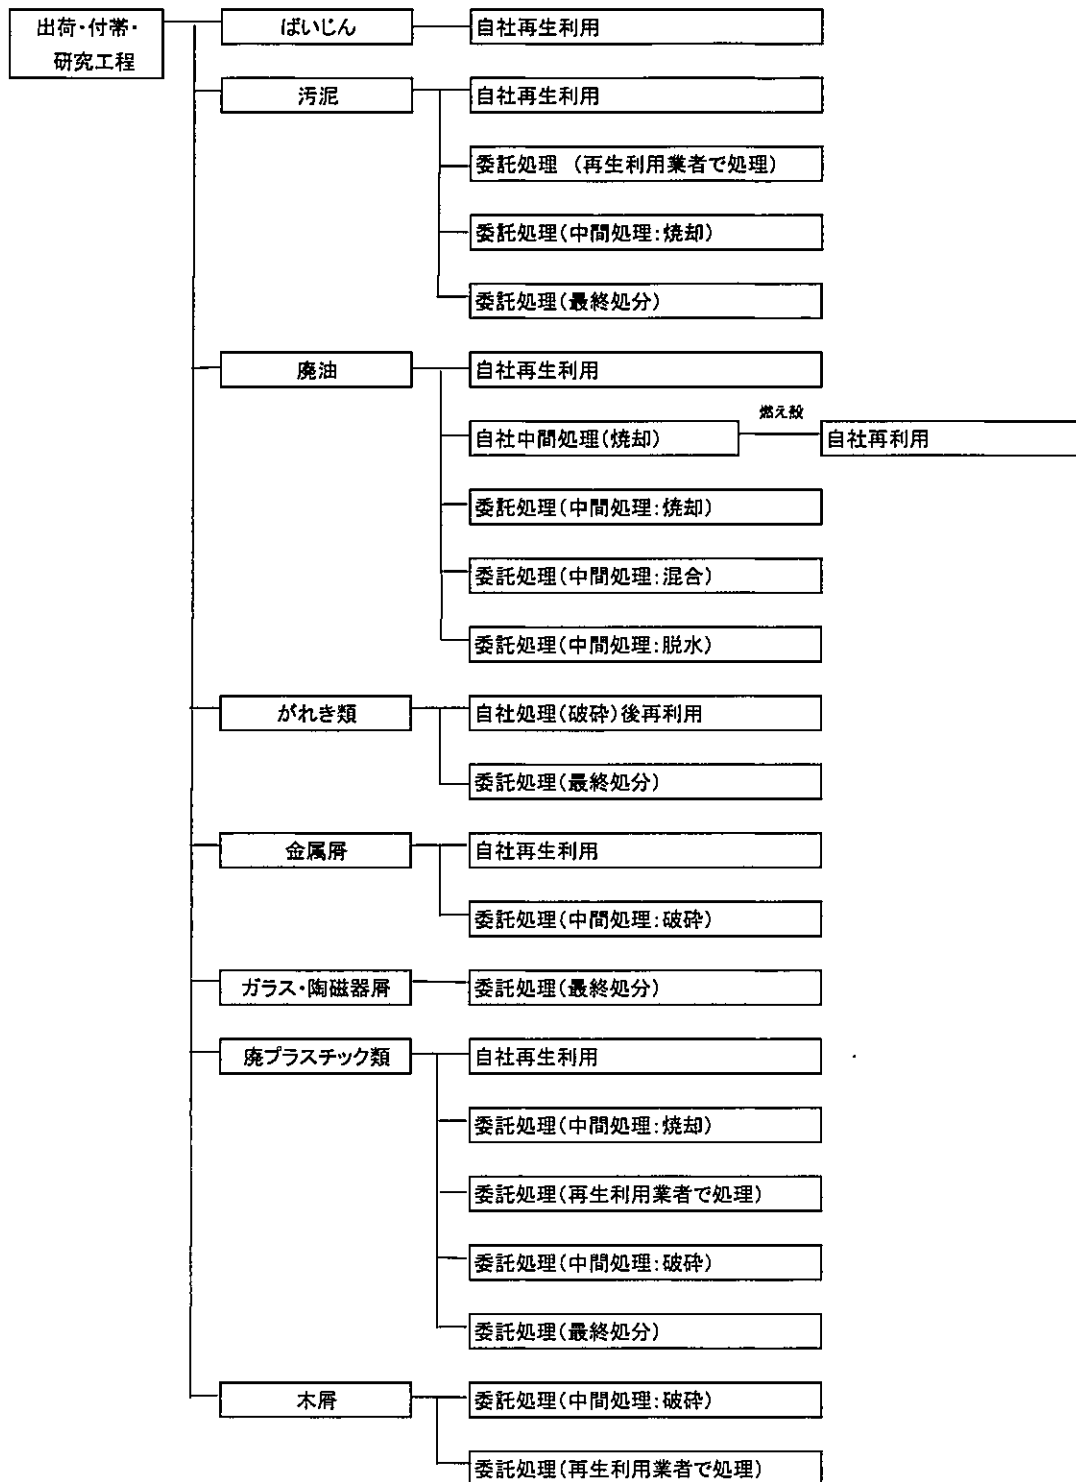 出荷・付帯・
研究工程
ばいじん
自社再生利用
汚泥
自社再生利用
委託処理 (再生利用業者で処理)
委託処理(中間処理:焼却)
委託処理(最終処分)
廃油
自社再生利用
自社中間処理(焼却)
燃え殻
自社再利用
委託処理(中間処理:焼却)
委託処理(中間処理:混合)
委託処理(中間処理:脱水)
がれき類
自社処理(破砕)後再利用
委託処理(最終処分)
金属屑
自社再生利用
委託処理(中間処理:破砕)
ガラス・陶磁器屑
委託処理(最終処分)
廃プラスチック類
自社再生利用
委託処理(中間処理:焼却)
委託処理(再生利用業者で処理)
委託処理(中間処理:破砕)
委託処理(最終処分)
木屑
委託処理(中間処理:破砕)
委託処理(再生利用業者で処理)